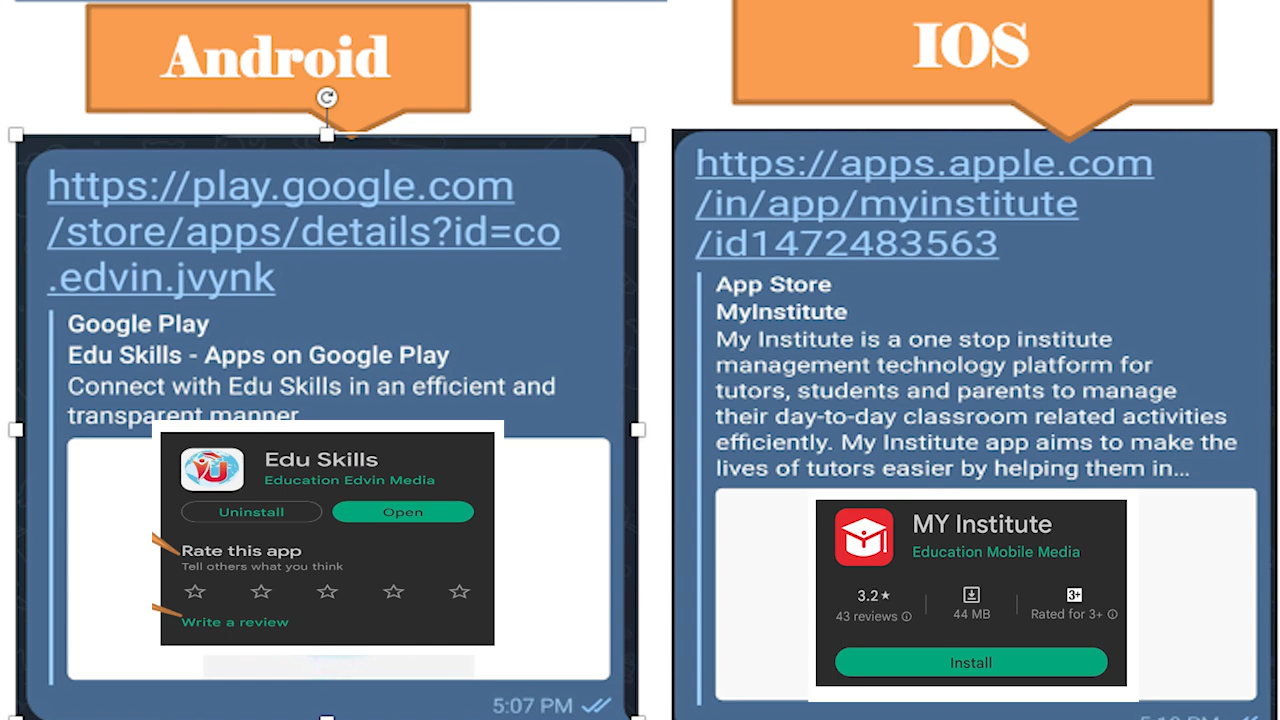 Android
https://play.google.com
/store/apps/details?id=co
.edvin.jvynk
Google Play
Edu Skills - Apps on Google Play
Connect with Edu Skills in an efficient and
transparent manner
Edu Skills
Education Edvin Media
Uninstall
Open
Rate this app
Tell others what you think
Write a review
5:07 PM
IOS
https://apps.apple.com
/in/app/myinstitute
/id1472483563
App Store
MyInstitute
My Institute is a one stop institute
management technology platform for
tutors, students and parents to manage
their day-to-day classroom related activities
efficiently. My Institute app aims to make the
lives of tutors easier by helping them in...
MY Institute
Education Mobile Media
3.2★
43 reviews
44 MB
3+
Rated for 3+
Install